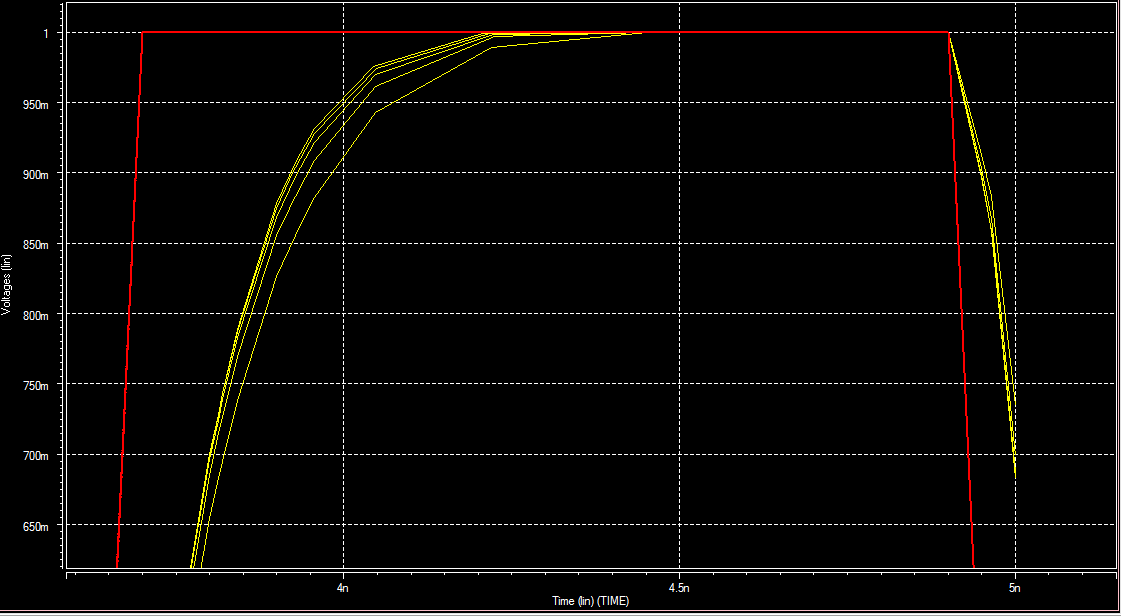 1
950m
900m
850m
800m
750m
700m
650m
Voltages (lin)
4n
4.5n
5n
Time (lin) (TIME)